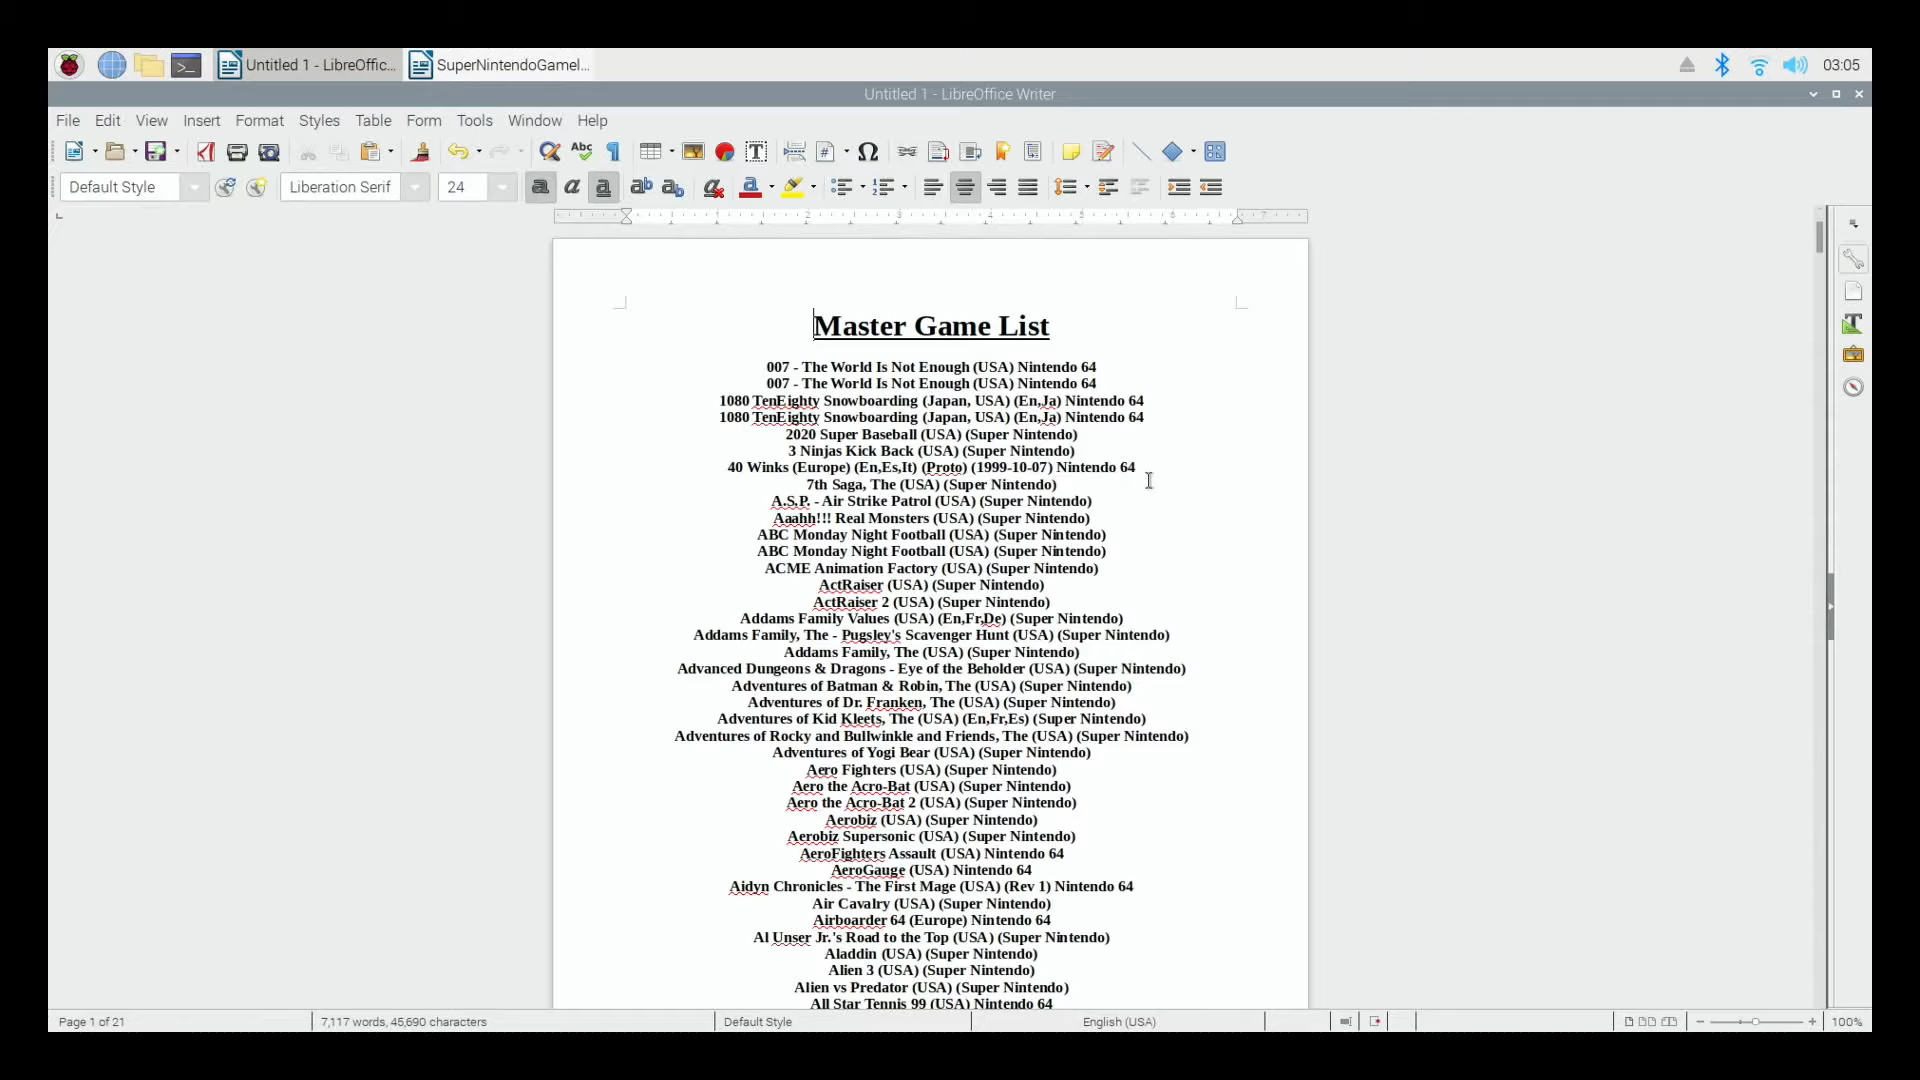 Untitled 1 - LibreOffic...
SuperNintendoGamel...
03:05
Untitled 1 - LibreOffice Writer
File Edit View Insert Format Styles Table Form Tools Window Help
Default Style
Liberation Serif
24
Master Game List
007 - The World Is Not Enough (USA) Nintendo 64
007 - The World Is Not Enough (USA) Nintendo 64
1080 TenEighty Snowboarding (Japan, USA) (En,Ja) Nintendo 64
1080 TenEighty Snowboarding (Japan, USA) (En,Ja) Nintendo 64
2020 Super Baseball (USA) (Super Nintendo)
3 Ninjas Kick Back (USA) (Super Nintendo)
40 Winks (Europe) (En,Es,It) (Proto) (1999-10-07) Nintendo 64
7th Saga, The (USA) (Super Nintendo)
A.S.P. - Air Strike Patrol (USA) (Super Nintendo)
Aaahh!!! Real Monsters (USA) (Super Nintendo)
ABC Monday Night Football (USA) (Super Nintendo)
ABC Monday Night Football (USA) (Super Nintendo)
ACME Animation Factory (USA) (Super Nintendo)
ActRaiser (USA) (Super Nintendo)
ActRaiser 2 (USA) (Super Nintendo)
Addams Family Values (USA) (En,Fr,De) (Super Nintendo)
Addams Family, The - Pugsley's Scavenger Hunt (USA) (Super Nintendo)
Addams Family, The (USA) (Super Nintendo)
Advanced Dungeons & Dragons - Eye of the Beholder (USA) (Super Nintendo)
Adventures of Batman & Robin, The (USA) (Super Nintendo)
Adventures of Dr. Franken, The (USA) (Super Nintendo)
Adventures of Kid Kleets, The (USA) (En,Fr,Es) (Super Nintendo)
Adventures of Rocky and Bullwinkle and Friends, The (USA) (Super Nintendo)
Adventures of Yogi Bear (USA) (Super Nintendo)
Aero Fighters (USA) (Super Nintendo)
Aero the Acro-Bat (USA) (Super Nintendo)
Aero the Acro-Bat 2 (USA) (Super Nintendo)
Aerobiz (USA) (Super Nintendo)
Aerobiz Supersonic (USA) (Super Nintendo)
AeroFighters Assault (USA) Nintendo 64
AeroGauge (USA) Nintendo 64
Aidyn Chronicles - The First Mage (USA) (Rev 1) Nintendo 64
Air Cavalry (USA) (Super Nintendo)
Airboarder 64 (Europe) Nintendo 64
Al Unser Jr.'s Road to the Top (USA) (Super Nintendo)
Aladdin (USA) (Super Nintendo)
Alien 3 (USA) (Super Nintendo)
Alien vs Predator (USA) (Super Nintendo)
All Star Tennis 99 (USA) Nintendo 64
Page 1 of 21
7,117 words, 45,690 characters
Default Style
English (USA)
100%